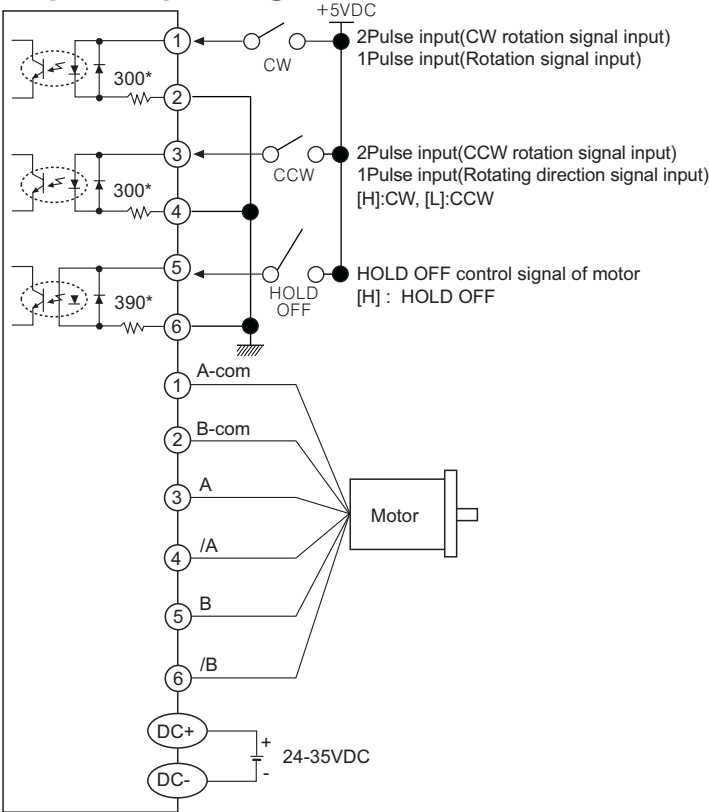 +5VDC
1
CW
2Pulse input(CW rotation signal input)
1Pulse input(Rotation signal input)
300*
2
3
CCW
2Pulse input(CCW rotation signal input)
1Pulse input(Rotating direction signal input)
[H]:CW, [L]:CCW
300*
4
5
HOLD
OFF
HOLD OFF control signal of motor
[H] : HOLD OFF
390*
6
1
A-com
2
B-com
3
A
Motor
4
/A
5
B
6
/B
DC+
+
24-35VDC
-
DC-